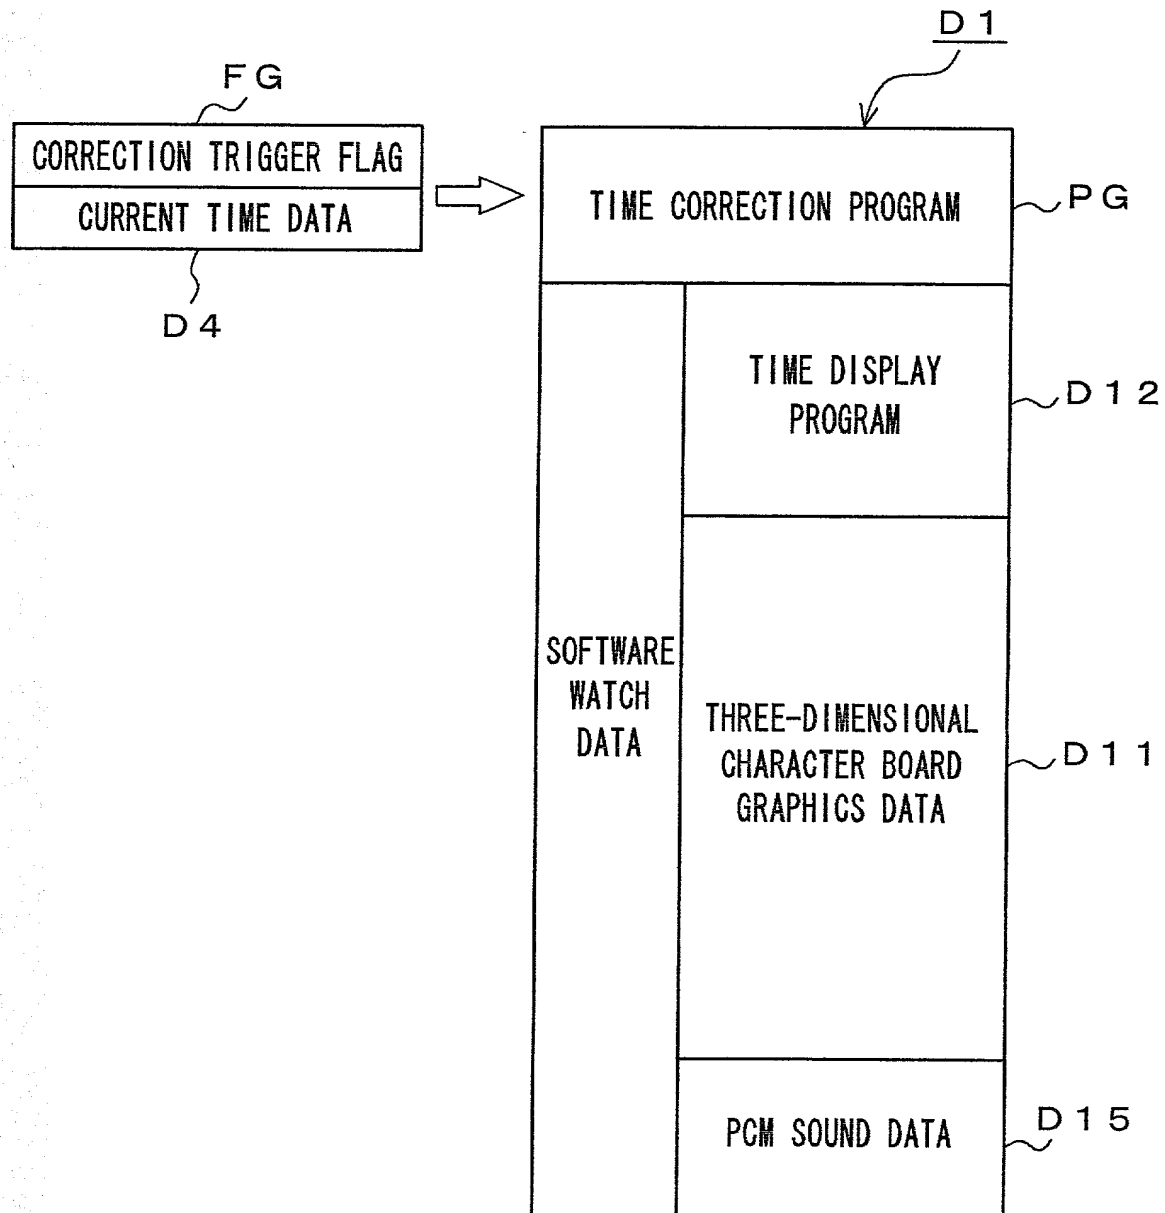 D1
FG
CORRECTION TRIGGER FLAG
CURRENT TIME DATA
D4
TIME CORRECTION PROGRAM
PG
TIME DISPLAY
PROGRAM
D12
SOFTWARE
WATCH
DATA
THREE-DIMENSIONAL
CHARACTER BOARD
GRAPHICS DATA
D11
PCM SOUND DATA
D15